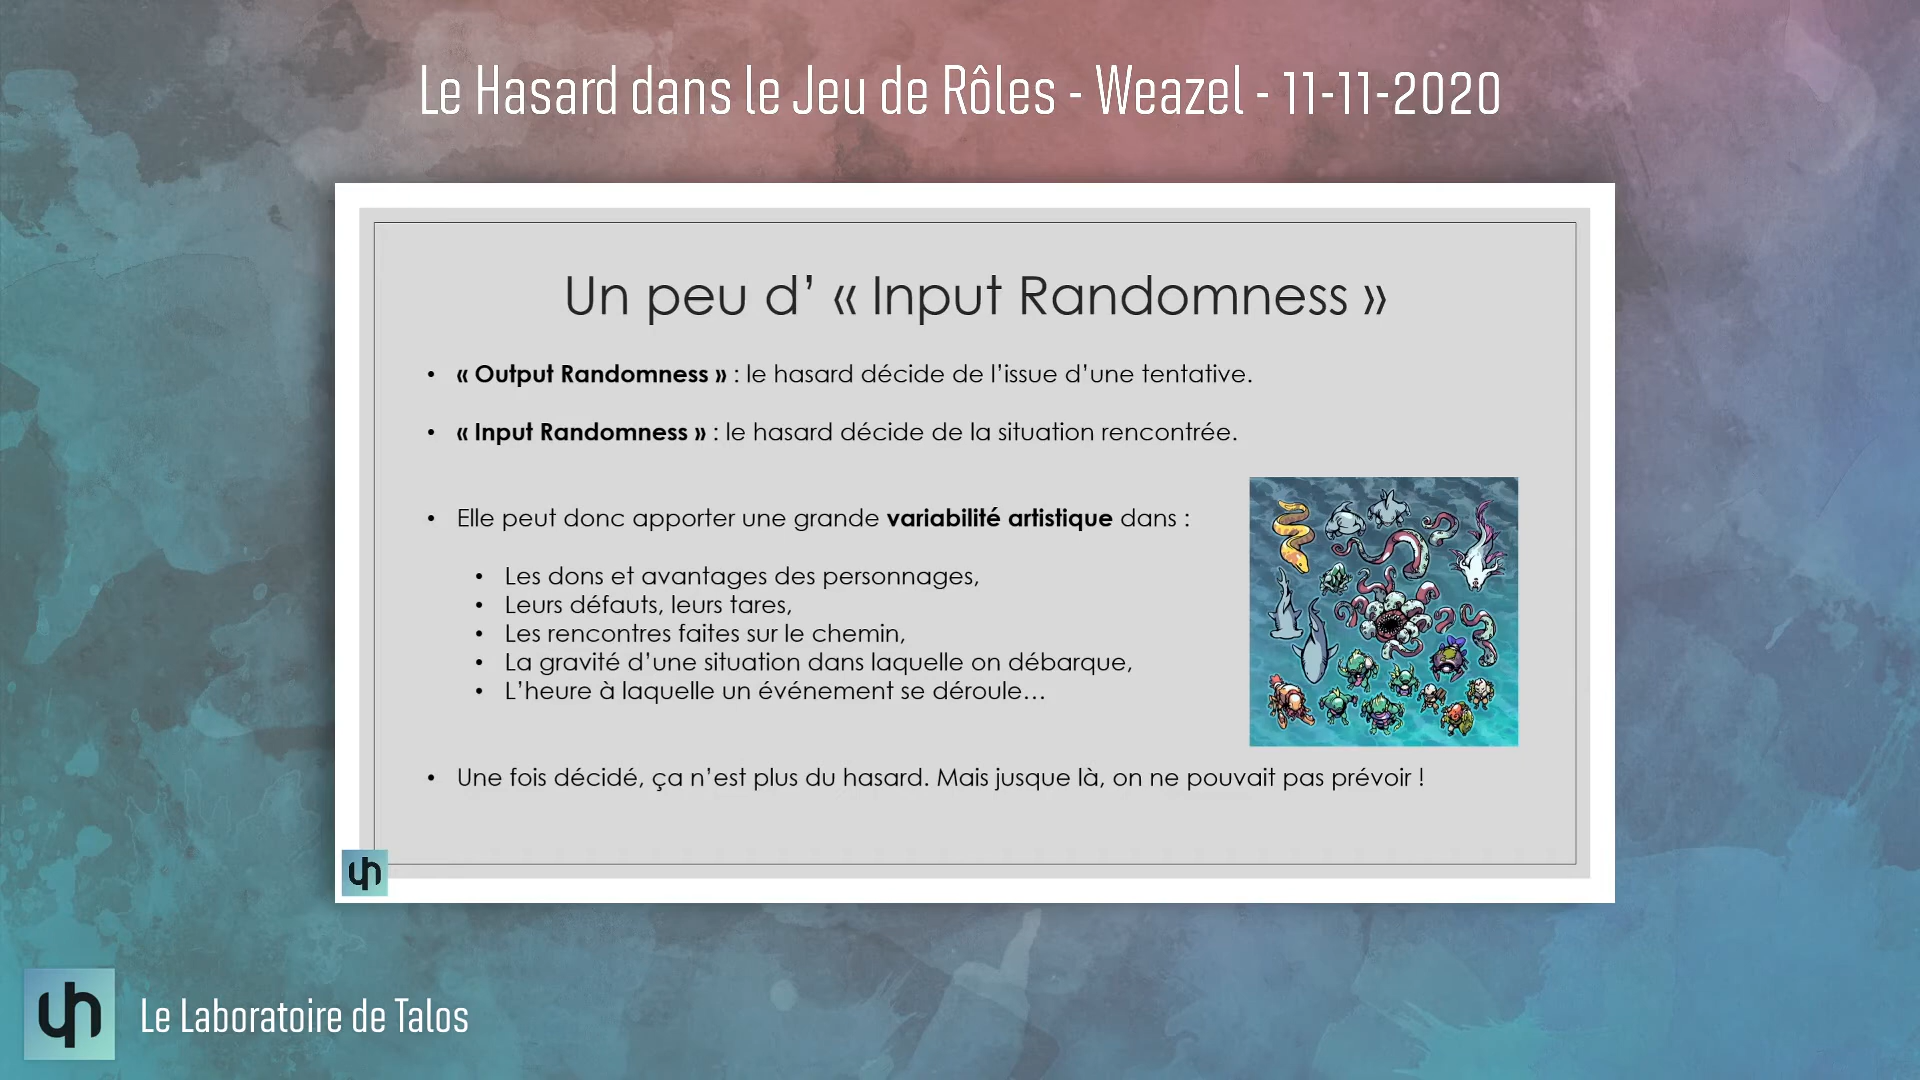 Le Hasard dans le Jeu de Rôles - Weazel - 11-11-2020
Un peu d’ « Input Randomness »
• « Output Randomness » : le hasard décide de l’issue d’une tentative.
• « Input Randomness » : le hasard décide de la situation rencontrée.
• Elle peut donc apporter une grande variabilité artistique dans :
• Les dons et avantages des personnages,
• Leurs défauts, leurs tares,
• Les rencontres faites sur le chemin,
• La gravité d’une situation dans laquelle on débarque,
• L’heure à laquelle un événement se déroule…
• Une fois décidé, ça n’est plus du hasard. Mais jusque là, on ne pouvait pas prévoir !
Le Laboratoire de Talos